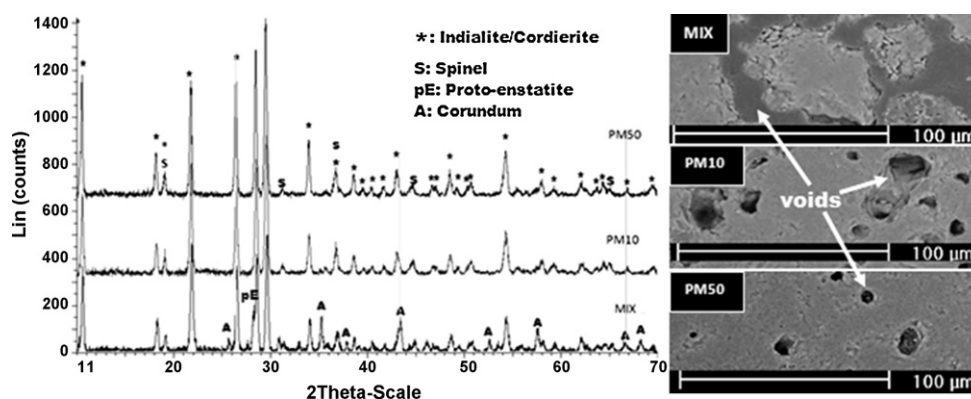 1400
1200
1000
800
600
400
200
0
Lin (counts)
*: Indialite/Cordierite
S: Spinel
pE: Proto-enstatite
A: Corundum
* * * * * * * * * * * * * * * * * * * * * * *
S S S S S
PM50
PM10
MIX
pE
A A A A A A A A
11 20 30 40 50 60 70
2Theta-Scale
MIX
100 µm
PM10
voids
100 µm
PM50
100 µm